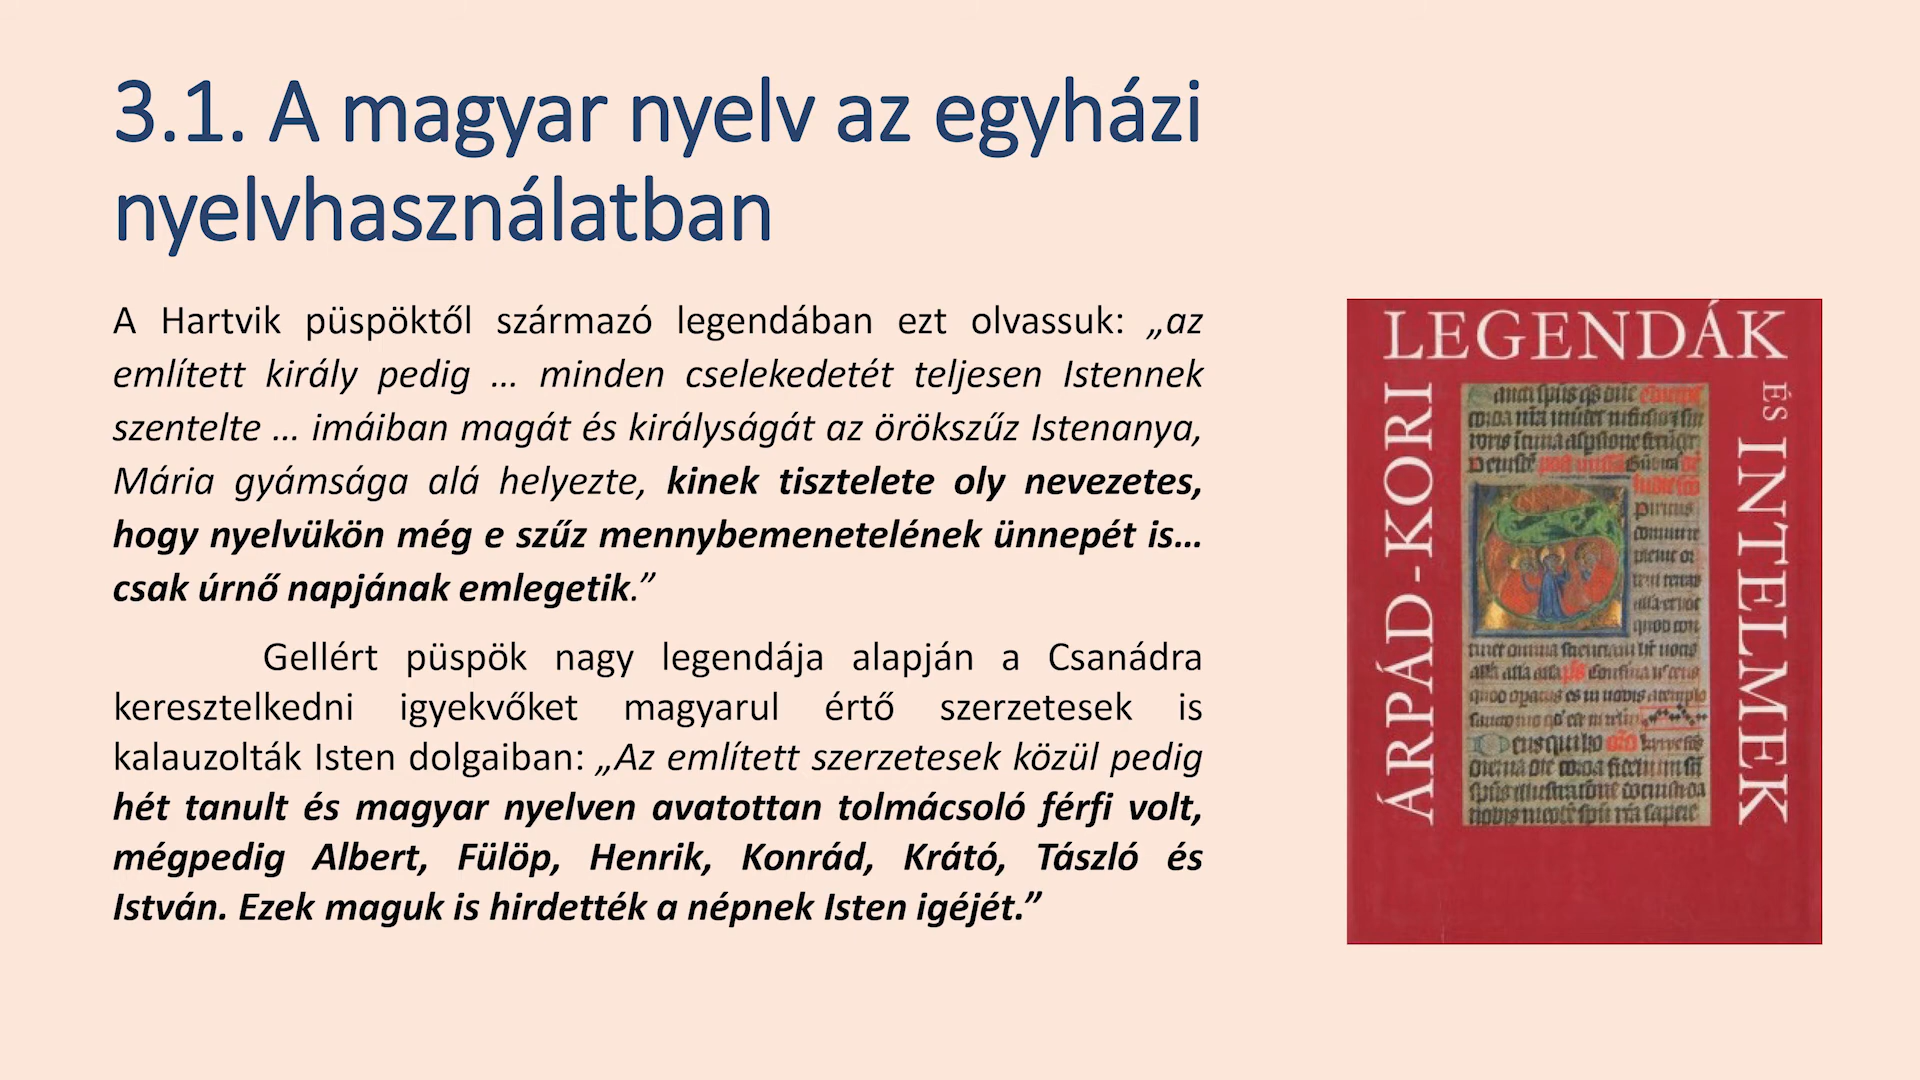 3.1. A magyar nyelv az egyházi
nyelvhasználatban
A Hartvik püspöktől származó legendában ezt olvassuk: „az
említett király pedig … minden cselekedetét teljesen Istennek
szentelte … imáiban magát és királyságát az örökszűz Istenanya,
Mária gyámsága alá helyezte, kinek tisztelete oly nevezetes,
hogy nyelvükön még e szűz mennybemenetelének ünnepét is…
csak úrnő napjának emlegetik.”
Gellért püspök nagy legendája alapján a Csanádra
keresztelkedni igyekvőket magyarul értő szerzetesek is
kalauzolták Isten dolgaiban: „Az említett szerzetesek közül pedig
hét tanult és magyar nyelven avatottan tolmácsoló férfi volt,
mégpedig Albert, Fülöp, Henrik, Konrád, Krátó, Tászló és
István. Ezek maguk is hirdették a népnek Isten igéjét.”
ÁRPÁD-KORI
LEGENDÁK
ÉS
INTELMEK